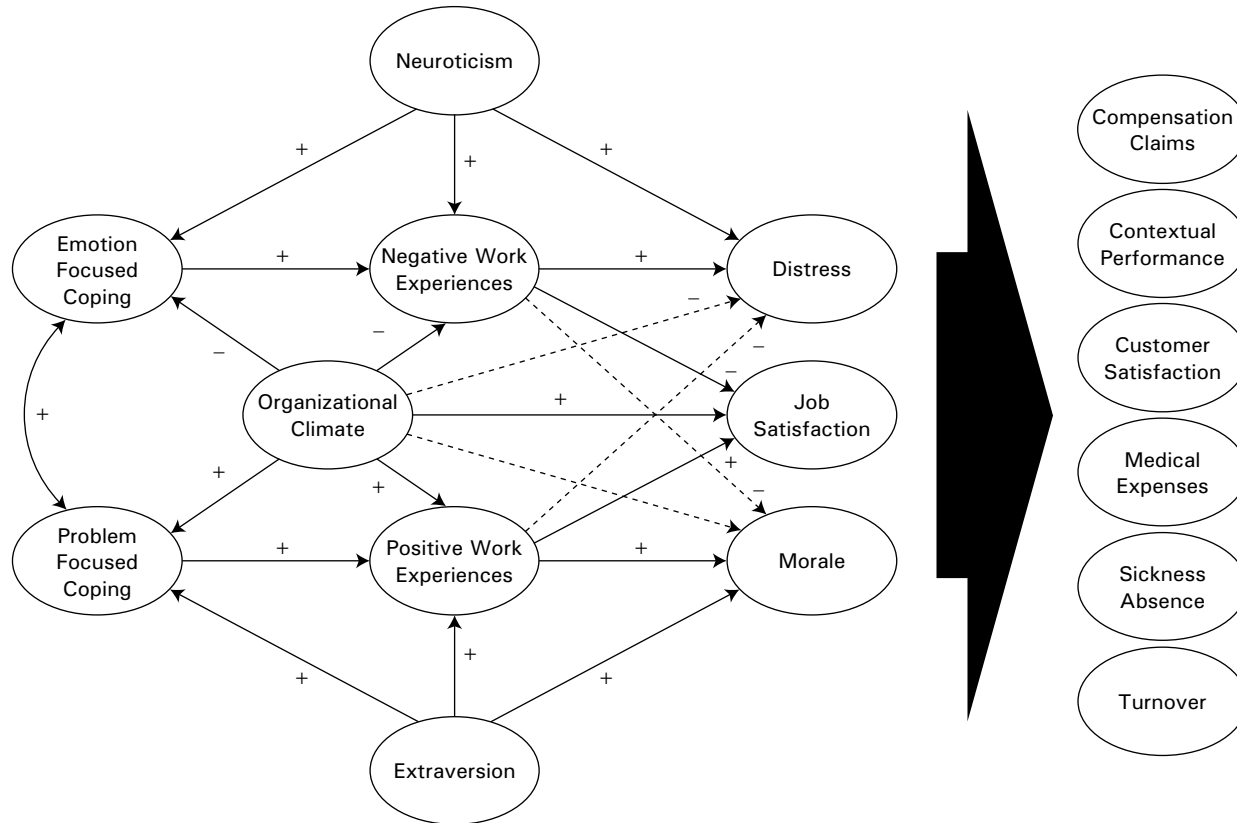 Neuroticism
+
+
+
Emotion
Focused
Coping
+
Negative Work
Experiences
+
Distress
–
–
–
–
–
Organizational
Climate
+
Job
Satisfaction
+
+
+
+
–
Problem
Focused
Coping
+
Positive Work
Experiences
+
Morale
+
+
+
Extraversion
Compensation
Claims
Contextual
Performance
Customer
Satisfaction
Medical
Expenses
Sickness
Absence
Turnover